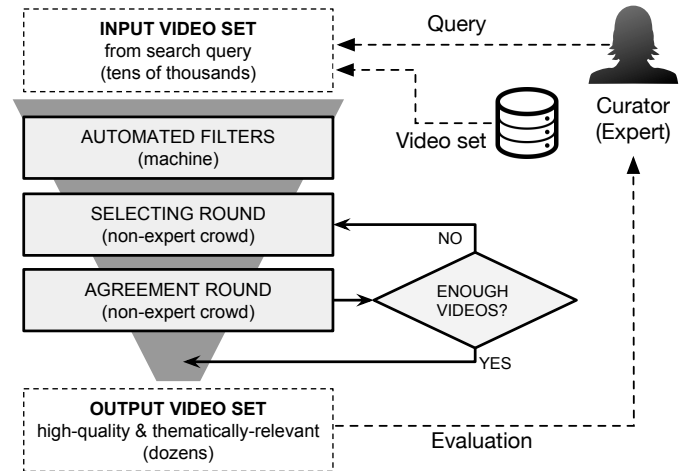 INPUT VIDEO SET
from search query
(tens of thousands)
Query
Curator
(Expert)
Video set
AUTOMATED FILTERS
(machine)
SELECTING ROUND
(non-expert crowd)
NO
AGREEMENT ROUND
(non-expert crowd)
ENOUGH
VIDEOS?
YES
OUTPUT VIDEO SET
high-quality & thematically-relevant
(dozens)
Evaluation